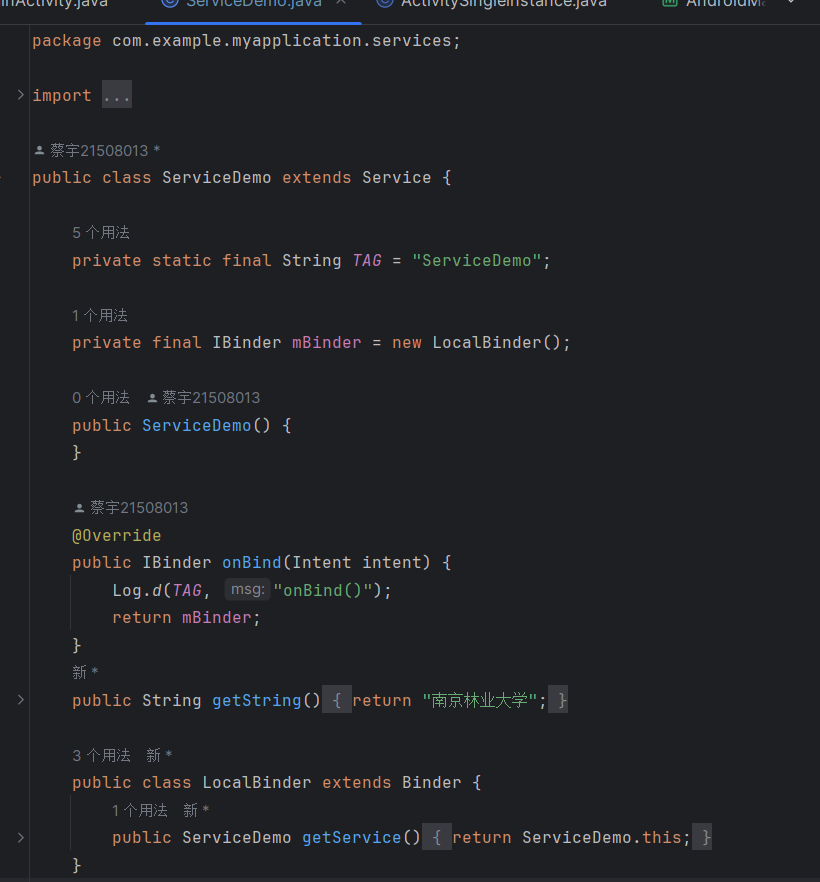 inActivity.java ServiceDemo.java ActivitySingleInstance.java AndroidMa
package com.example.myapplication.services;
import ...
蔡宇21508013 *
public class ServiceDemo extends Service {
5 个用法
private static final String TAG = "ServiceDemo";
1 个用法
private final IBinder mBinder = new LocalBinder();
0 个用法 蔡宇21508013
public ServiceDemo() {
}
蔡宇21508013
@Override
public IBinder onBind(Intent intent) {
Log.d(TAG, msg: "onBind()");
return mBinder;
}
新 *
public String getString() { return "南京林业大学"; }
3 个用法 新 *
public class LocalBinder extends Binder {
1 个用法 新 *
public ServiceDemo getService() { return ServiceDemo.this; }
}